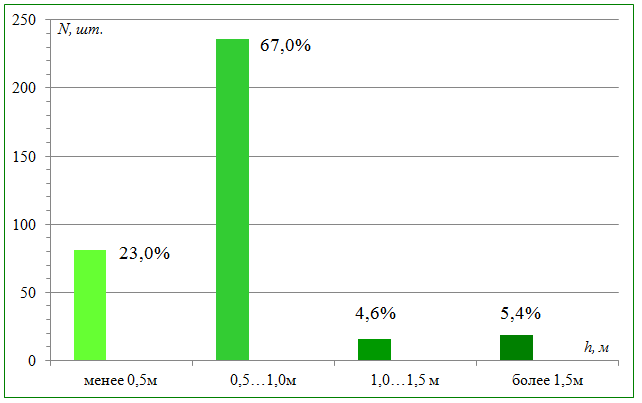 250
N, шт.
67,0%
200
150
100
23,0%
50
4,6%
5,4%
h, м
0
менее 0,5м
0,5…1,0м
1,0…1,5 м
более 1,5м